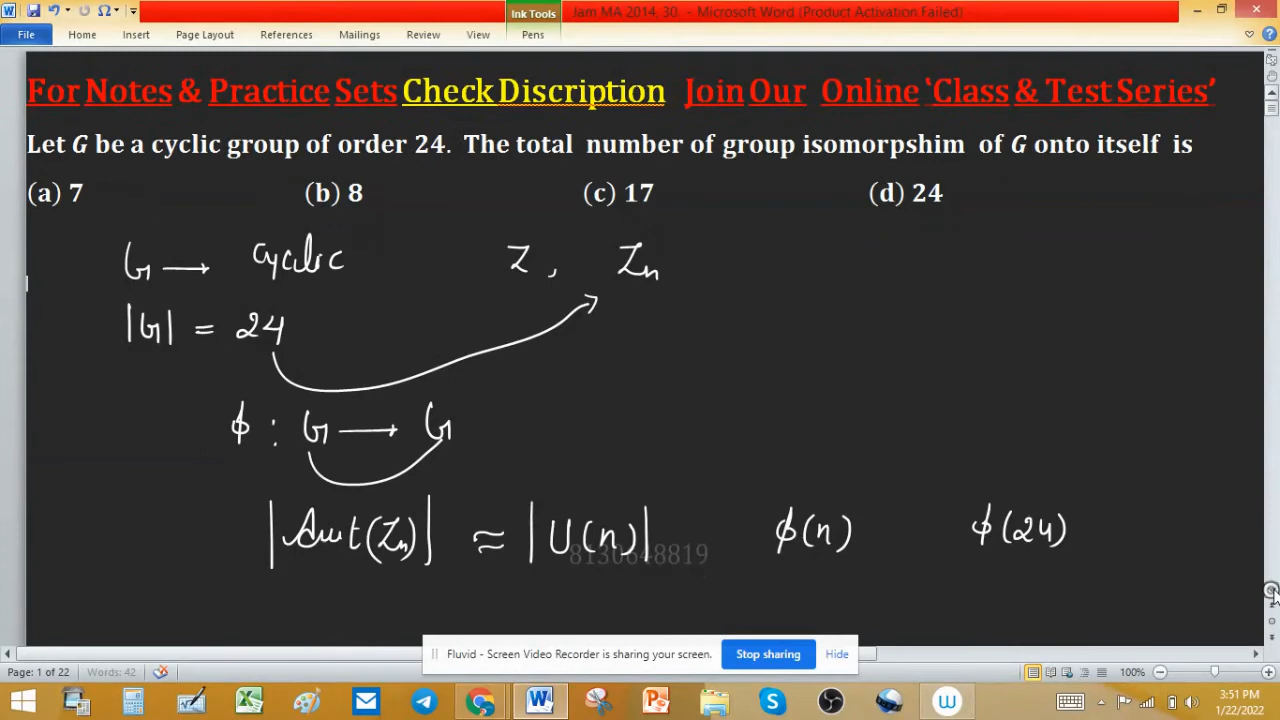 Ink Tools
Jam MA 2014, 30. - Microsoft Word (Product Activation Failed)
File Home Insert Page Layout References Mailings Review View Pens
For Notes & Practice Sets Check Discription Join Our Online 'Class & Test Series'
Let G be a cyclic group of order 24. The total number of group isomorpshim of G onto itself is
(a) 7 (b) 8 (c) 17 (d) 24
G → Cyclic Z, Zn
|G| = 24
ϕ : G → G
|Aut(Zn)| ≈ |U(n)| ϕ(n) ϕ(24)
8130648819
Fluvid - Screen Video Recorder is sharing your screen. Stop sharing Hide
Page: 1 of 22 Words: 42 100%
3:51 PM
1/22/2022